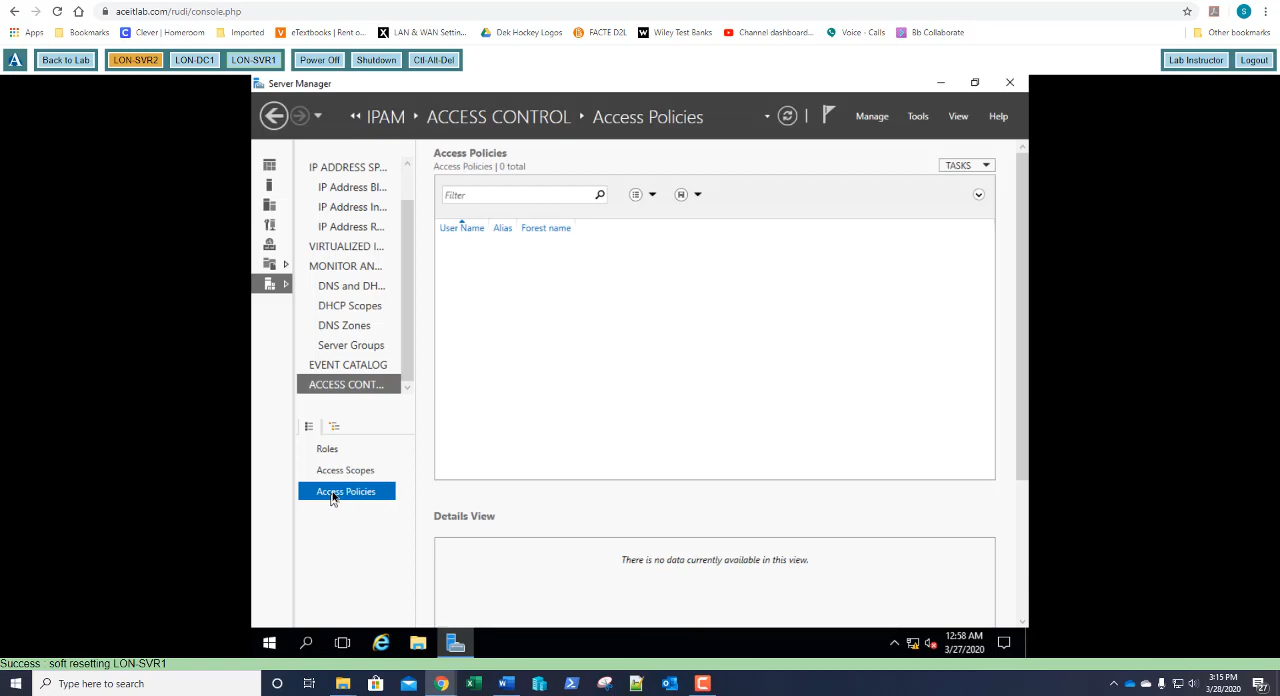 aceitlab.com/rudi/console.php
Apps
Bookmarks
Clever | Homeroom
Imported
eTextbooks | Rent o...
LAN & WAN Settin...
Dek Hockey Logos
FACTE D2L
Wiley Test Banks
Channel dashboard...
Voice - Calls
Bb Collaborate
Other bookmarks
Back to Lab
LON-SVR2
LON-DC1
LON-SVR1
Power Off
Shutdown
Ctl-Alt-Del
Lab Instructor
Logout
Server Manager
IPAM
ACCESS CONTROL
Access Policies
Manage
Tools
View
Help
IP ADDRESS SP...
IP Address Bl...
IP Address In...
IP Address R...
VIRTUALIZED I...
MONITOR AN...
DNS and DH...
DHCP Scopes
DNS Zones
Server Groups
EVENT CATALOG
ACCESS CONT...
Roles
Access Scopes
Access Policies
Access Policies
Access Policies | 0 total
TASKS
Filter
User Name
Alias
Forest name
Details View
There is no data currently available in this view.
12:58 AM
3/27/2020
Success : soft resetting LON-SVR1
Type here to search
3:15 PM
3/28/2020
27